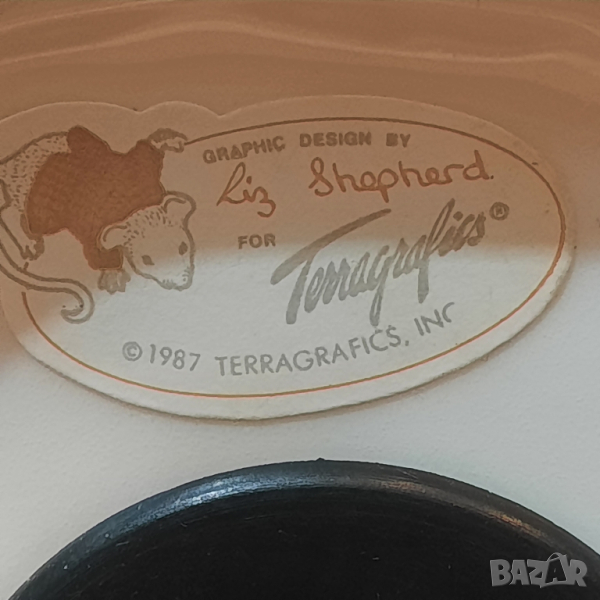 GRAPHIC DESIGN BY
Liz Shepherd.
FOR
Terragrafics®
©1987 TERRAGRAFICS, INC
BAZAR